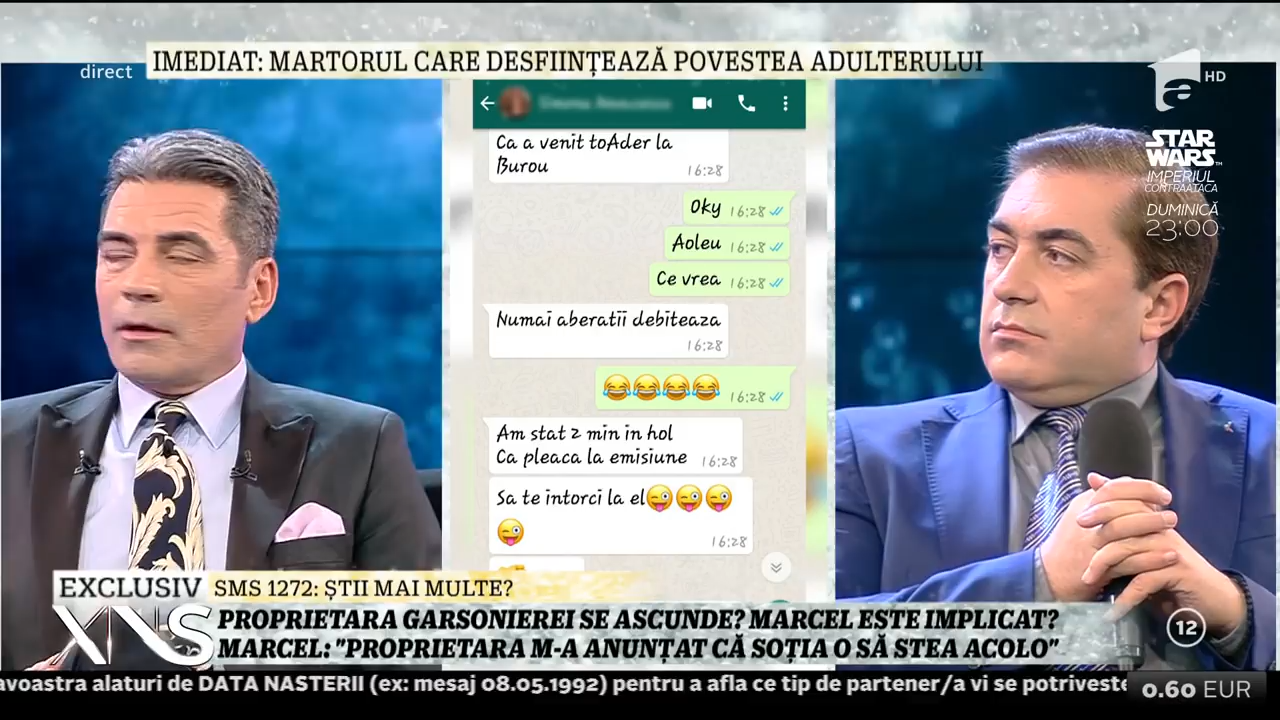 IMEDIAT: MARTORUL CARE DESFIINȚEAZĂ POVESTEA ADULTERULUI
direct
a HD
STAR
WARS
IMPERIUL
CONTRAATACA
DUMINICĂ
23:00
Ca a venit toAder la
Burou
16:28
Oky 16:28
Aoleu 16:28
Ce vrea 16:28
Numai aberatii debiteaza
16:28
😂😂😂😂 16:28
Am stat 2 min in hol
Ca pleaca la emisiune 16:28
Sa te intorci la el😜😜😜
😜
16:28
EXCLUSIV SMS 1272: ȘTII MAI MULTE?
XNS
PROPRIETARA GARSONIEREI SE ASCUNDE? MARCEL ESTE IMPLICAT?
MARCEL: "PROPRIETARA M-A ANUNȚAT CĂ SOȚIA O SĂ STEA ACOLO"
12
avoastra alaturi de DATA NASTERII (ex: mesaj 08.05.1992) pentru a afla ce tip de partener/a vi se potriveste
0.60 EUR